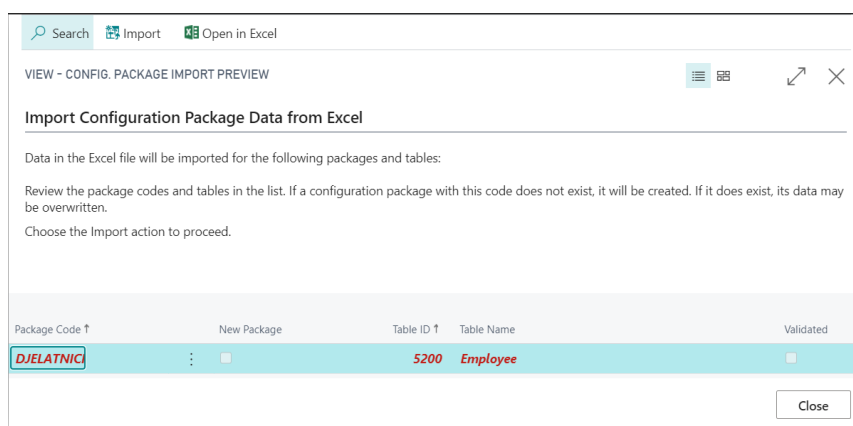 Search Import Open in Excel
VIEW - CONFIG. PACKAGE IMPORT PREVIEW
Import Configuration Package Data from Excel
Data in the Excel file will be imported for the following packages and tables:
Review the package codes and tables in the list. If a configuration package with this code does not exist, it will be created. If it does exist, its data may
be overwritten.
Choose the Import action to proceed.
Package Code ↑ New Package Table ID ↑ Table Name Validated
DJELATNICI 5200 Employee
Close